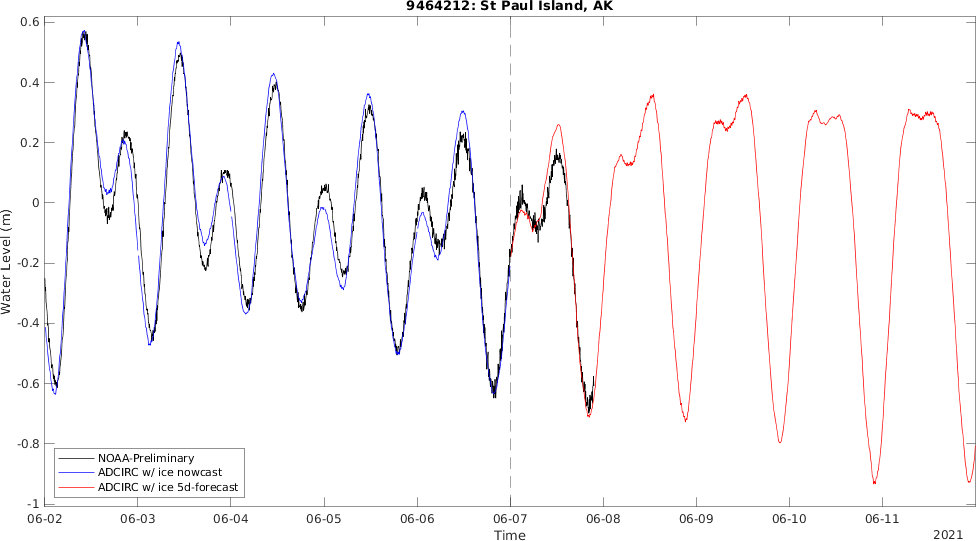 9464212: St Paul Island, AK
0.6
0.4
0.2
0
-0.2
-0.4
-0.6
-0.8
-1
Water Level (m)
NOAA-Preliminary
ADCIRC w/ ice nowcast
ADCIRC w/ ice 5d-forecast
06-02 06-03 06-04 06-05 06-06 06-07 06-08 06-09 06-10 06-11
Time
2021